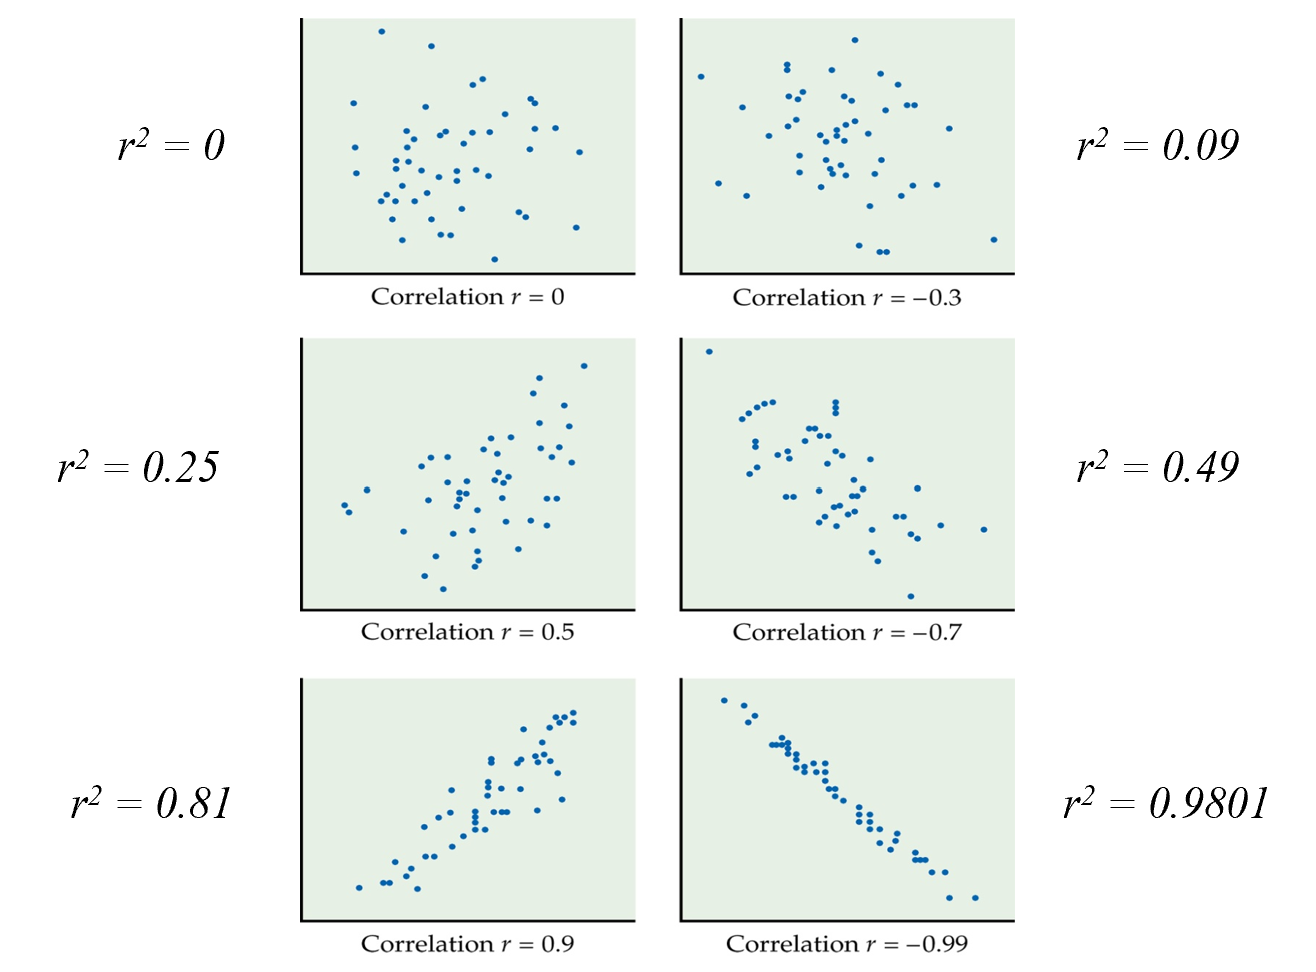 r² = 0
r² = 0.09
Correlation r = 0
Correlation r = −0.3
r² = 0.25
r² = 0.49
Correlation r = 0.5
Correlation r = −0.7
r² = 0.81
r² = 0.9801
Correlation r = 0.9
Correlation r = −0.99